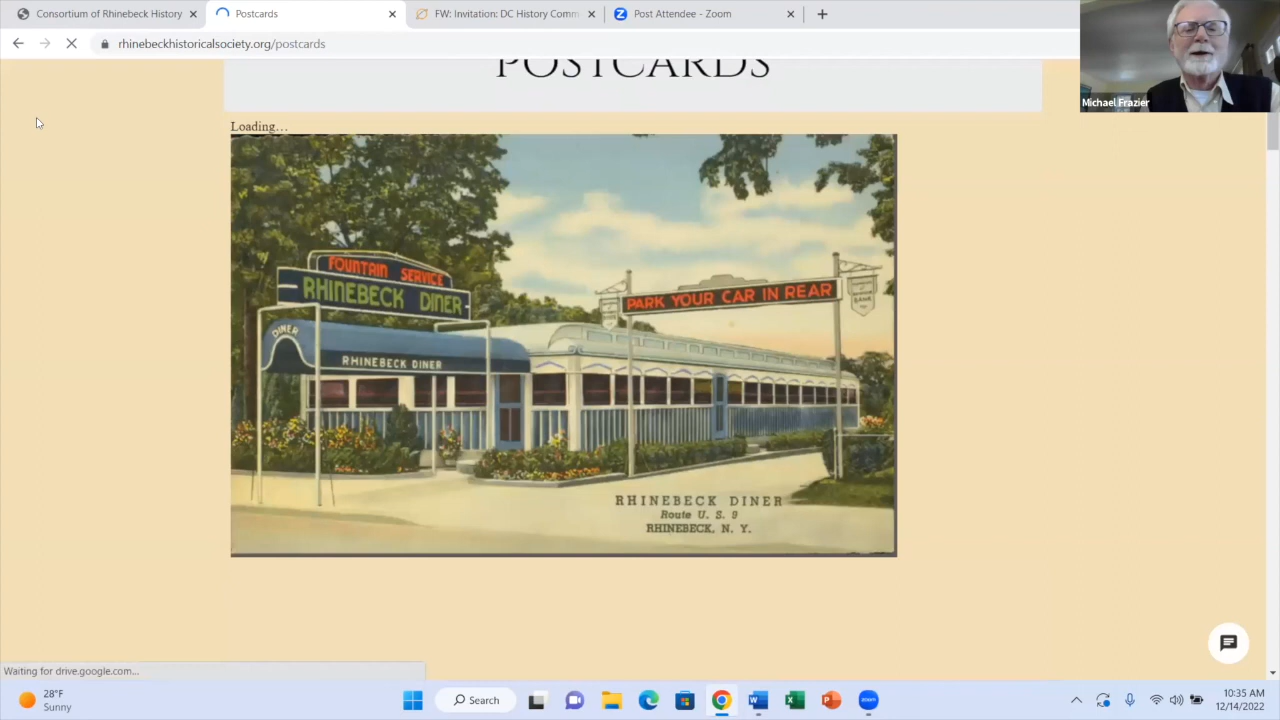 Consortium of Rhinebeck History
Postcards
FW: Invitation: DC History Comm
Post Attendee - Zoom
rhinebeckhistoricalsociety.org/postcards
POSTCARDS
Michael Frazier
Loading...
FOUNTAIN SERVICE
RHINEBECK DINER
PARK YOUR CAR IN REAR
BANK
DINER
RHINEBECK DINER
RHINEBECK DINER
Route U. S. 9
RHINEBECK, N. Y.
Waiting for drive.google.com...
28°F
Sunny
Search
zoom
10:35 AM
12/14/2022